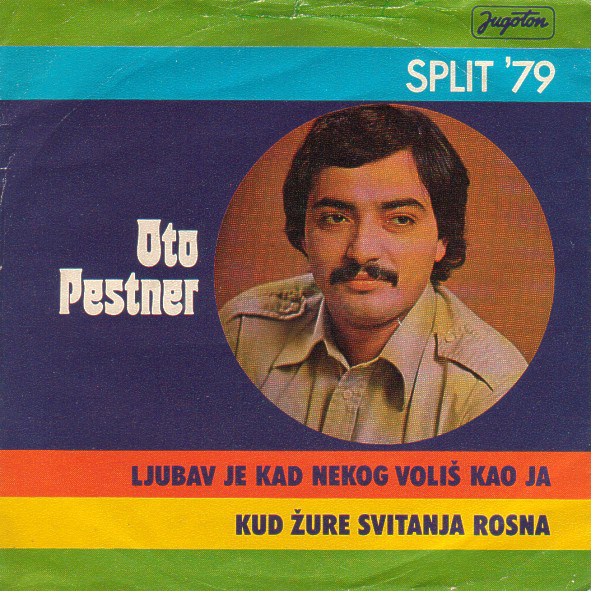 Jugoton
SPLIT '79
Oto
Pestner
LJUBAV JE KAD NEKOG VOLIŠ KAO JA
KUD ŽURE SVITANJA ROSNA